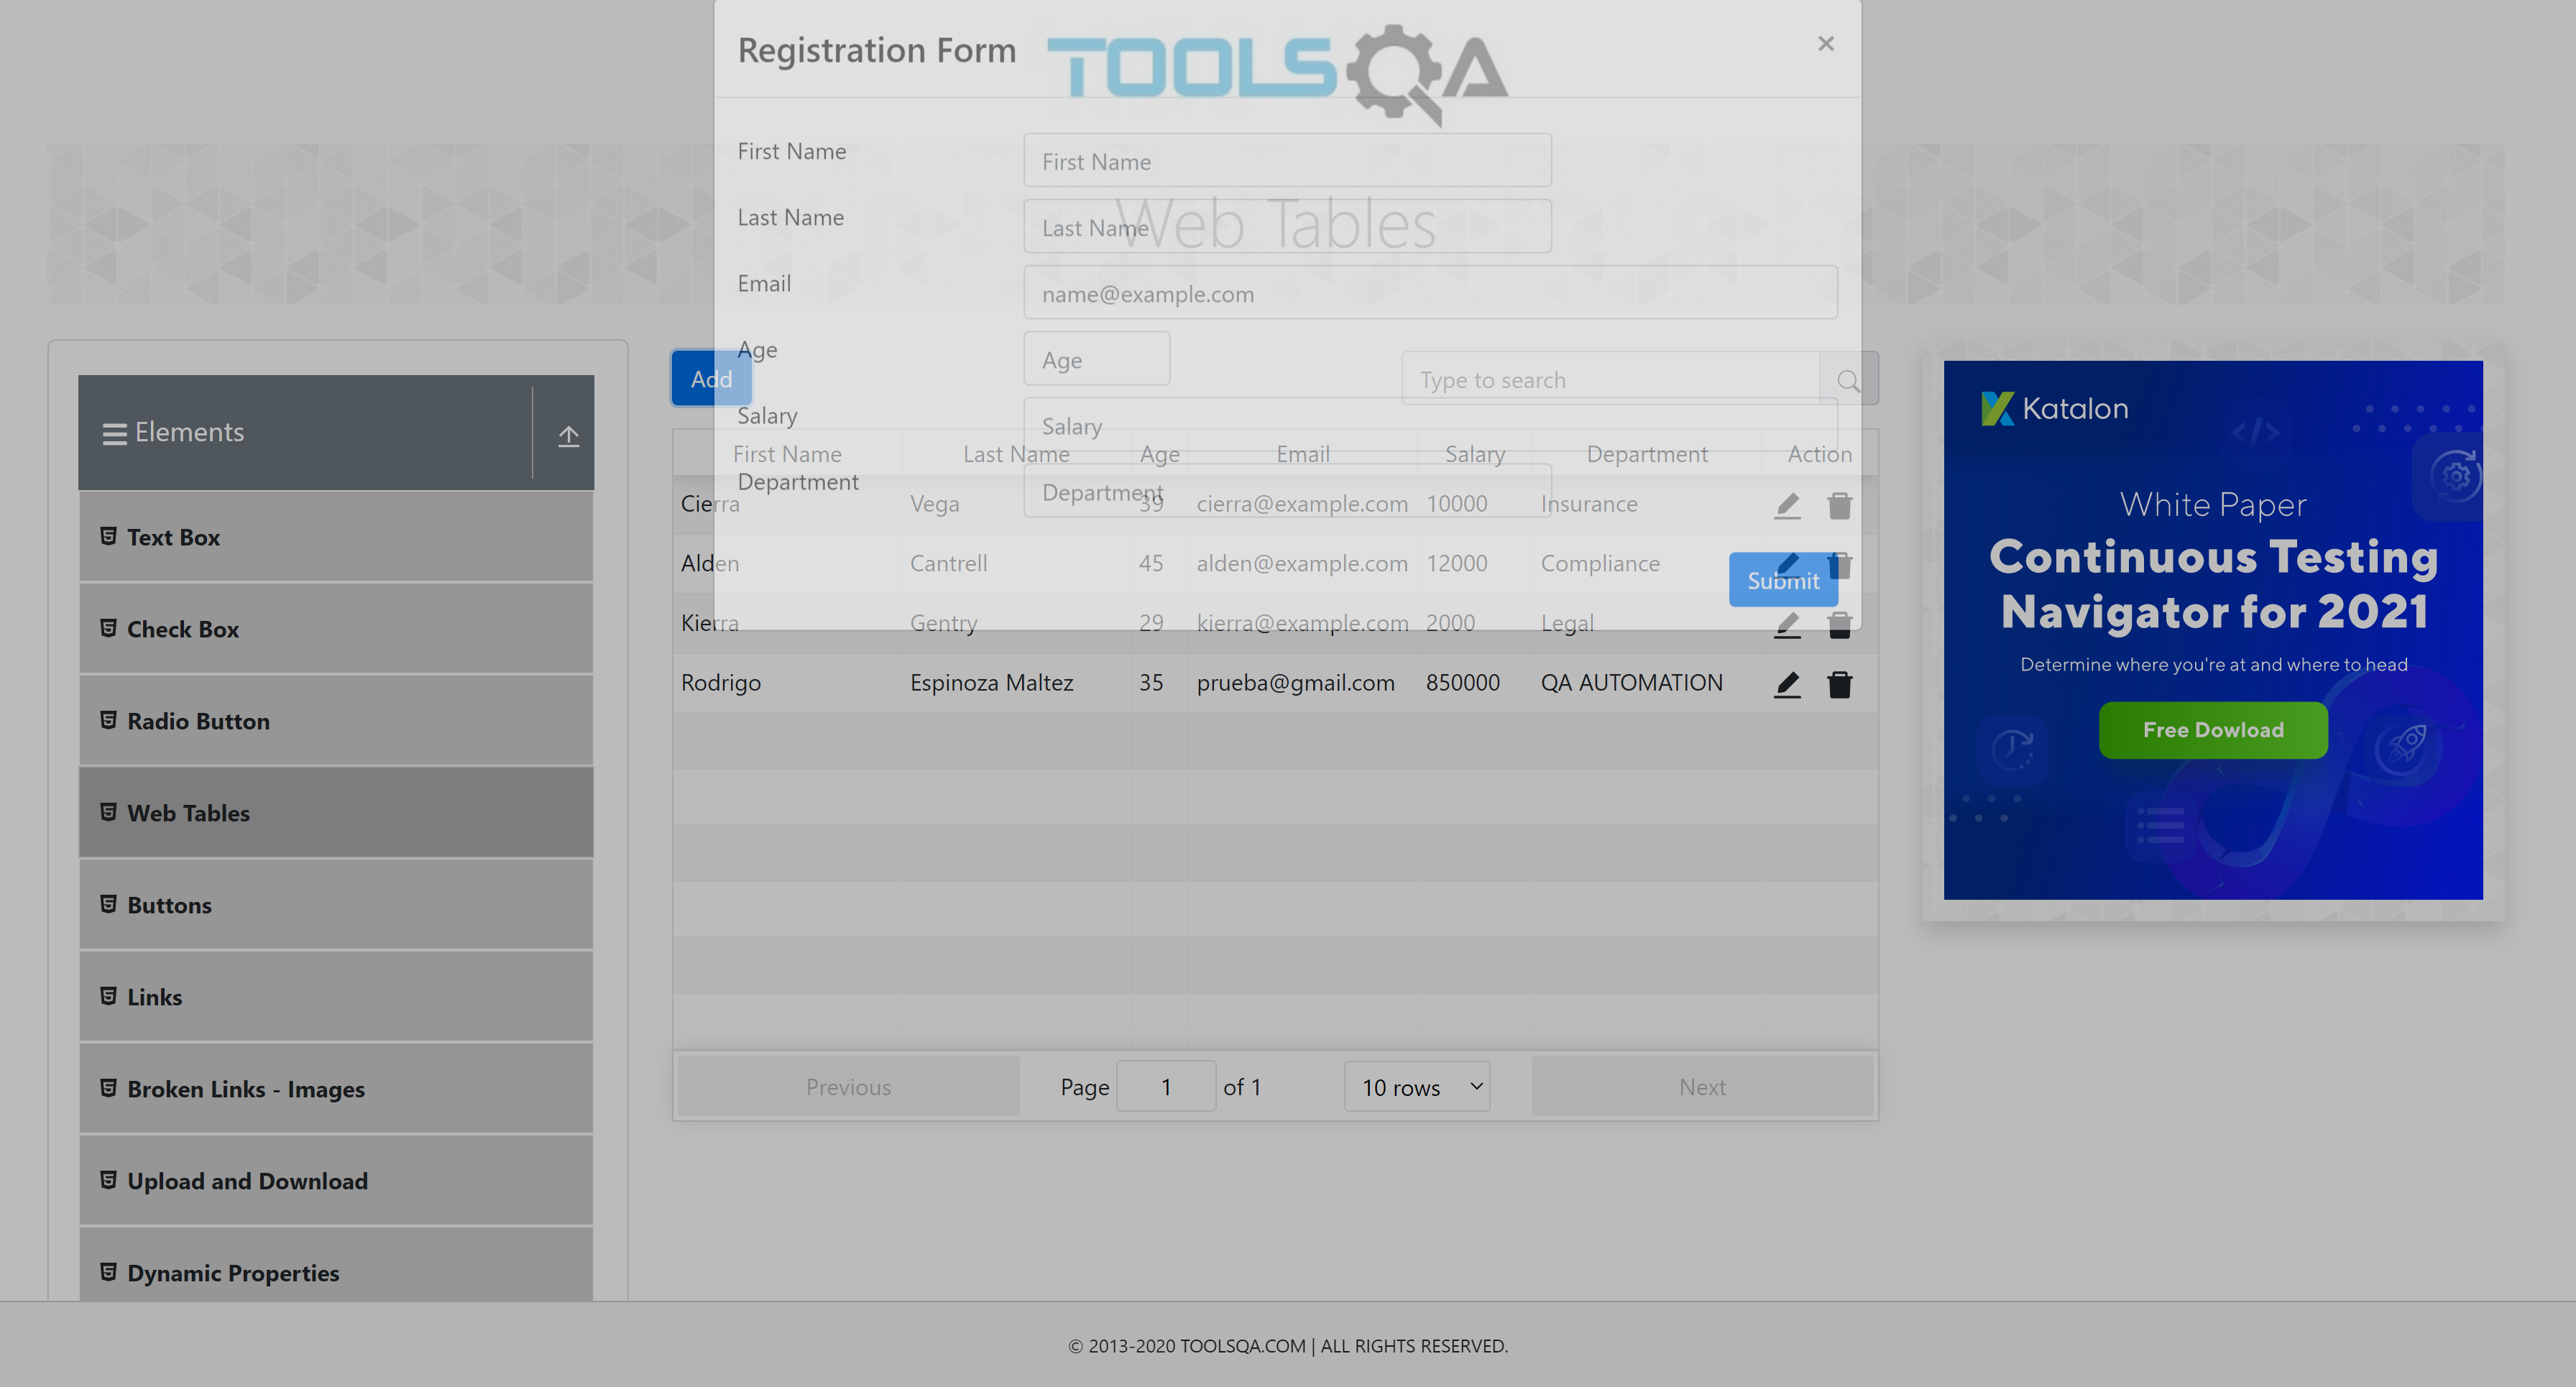 Registration Form
TOOLSQA
×
First Name
First Name
Last Name
Last Name
Web Tables
Email
name@example.com
Age
Age
Add
Type to search
Salary
Salary
First Name Last Name Age Email Salary Department Action
Department
Department
Cierra Vega 39 cierra@example.com 10000 Insurance
Alden Cantrell 45 alden@example.com 12000 Compliance
Submit
Kierra Gentry 29 kierra@example.com 2000 Legal
Rodrigo Espinoza Maltez 35 prueba@gmail.com 850000 QA AUTOMATION
Previous Page 1 of 1 10 rows Next
Elements
Text Box
Check Box
Radio Button
Web Tables
Buttons
Links
Broken Links - Images
Upload and Download
Dynamic Properties
Katalon
</>
White Paper
Continuous Testing
Navigator for 2021
Determine where you're at and where to head
Free Dowload
© 2013-2020 TOOLSQA.COM | ALL RIGHTS RESERVED.